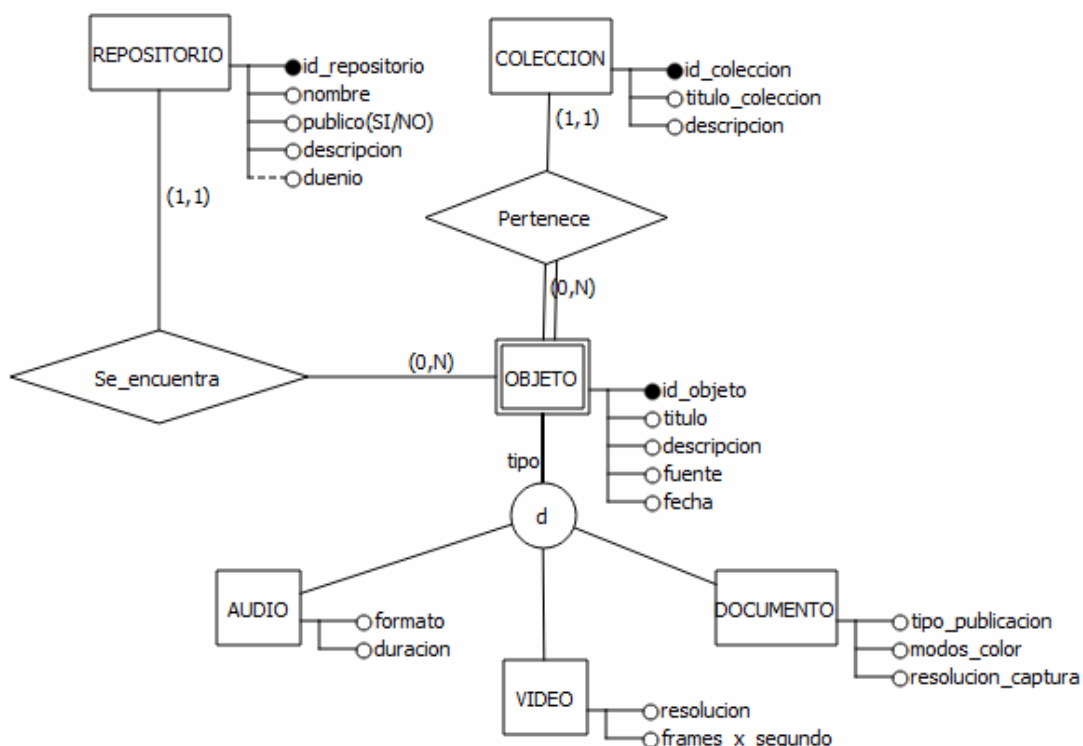 REPOSITORIO
id_repositorio
nombre
publico(SI/NO)
descripcion
duenio
COLECCION
id_coleccion
titulo_coleccion
descripcion
(1,1)
(1,1)
Pertenece
(0,N)
Se_encuentra
(0,N)
OBJETO
id_objeto
titulo
descripcion
fuente
fecha
tipo
d
AUDIO
formato
duracion
VIDEO
resolucion
frames_x_segundo
DOCUMENTO
tipo_publicacion
modos_color
resolucion_captura